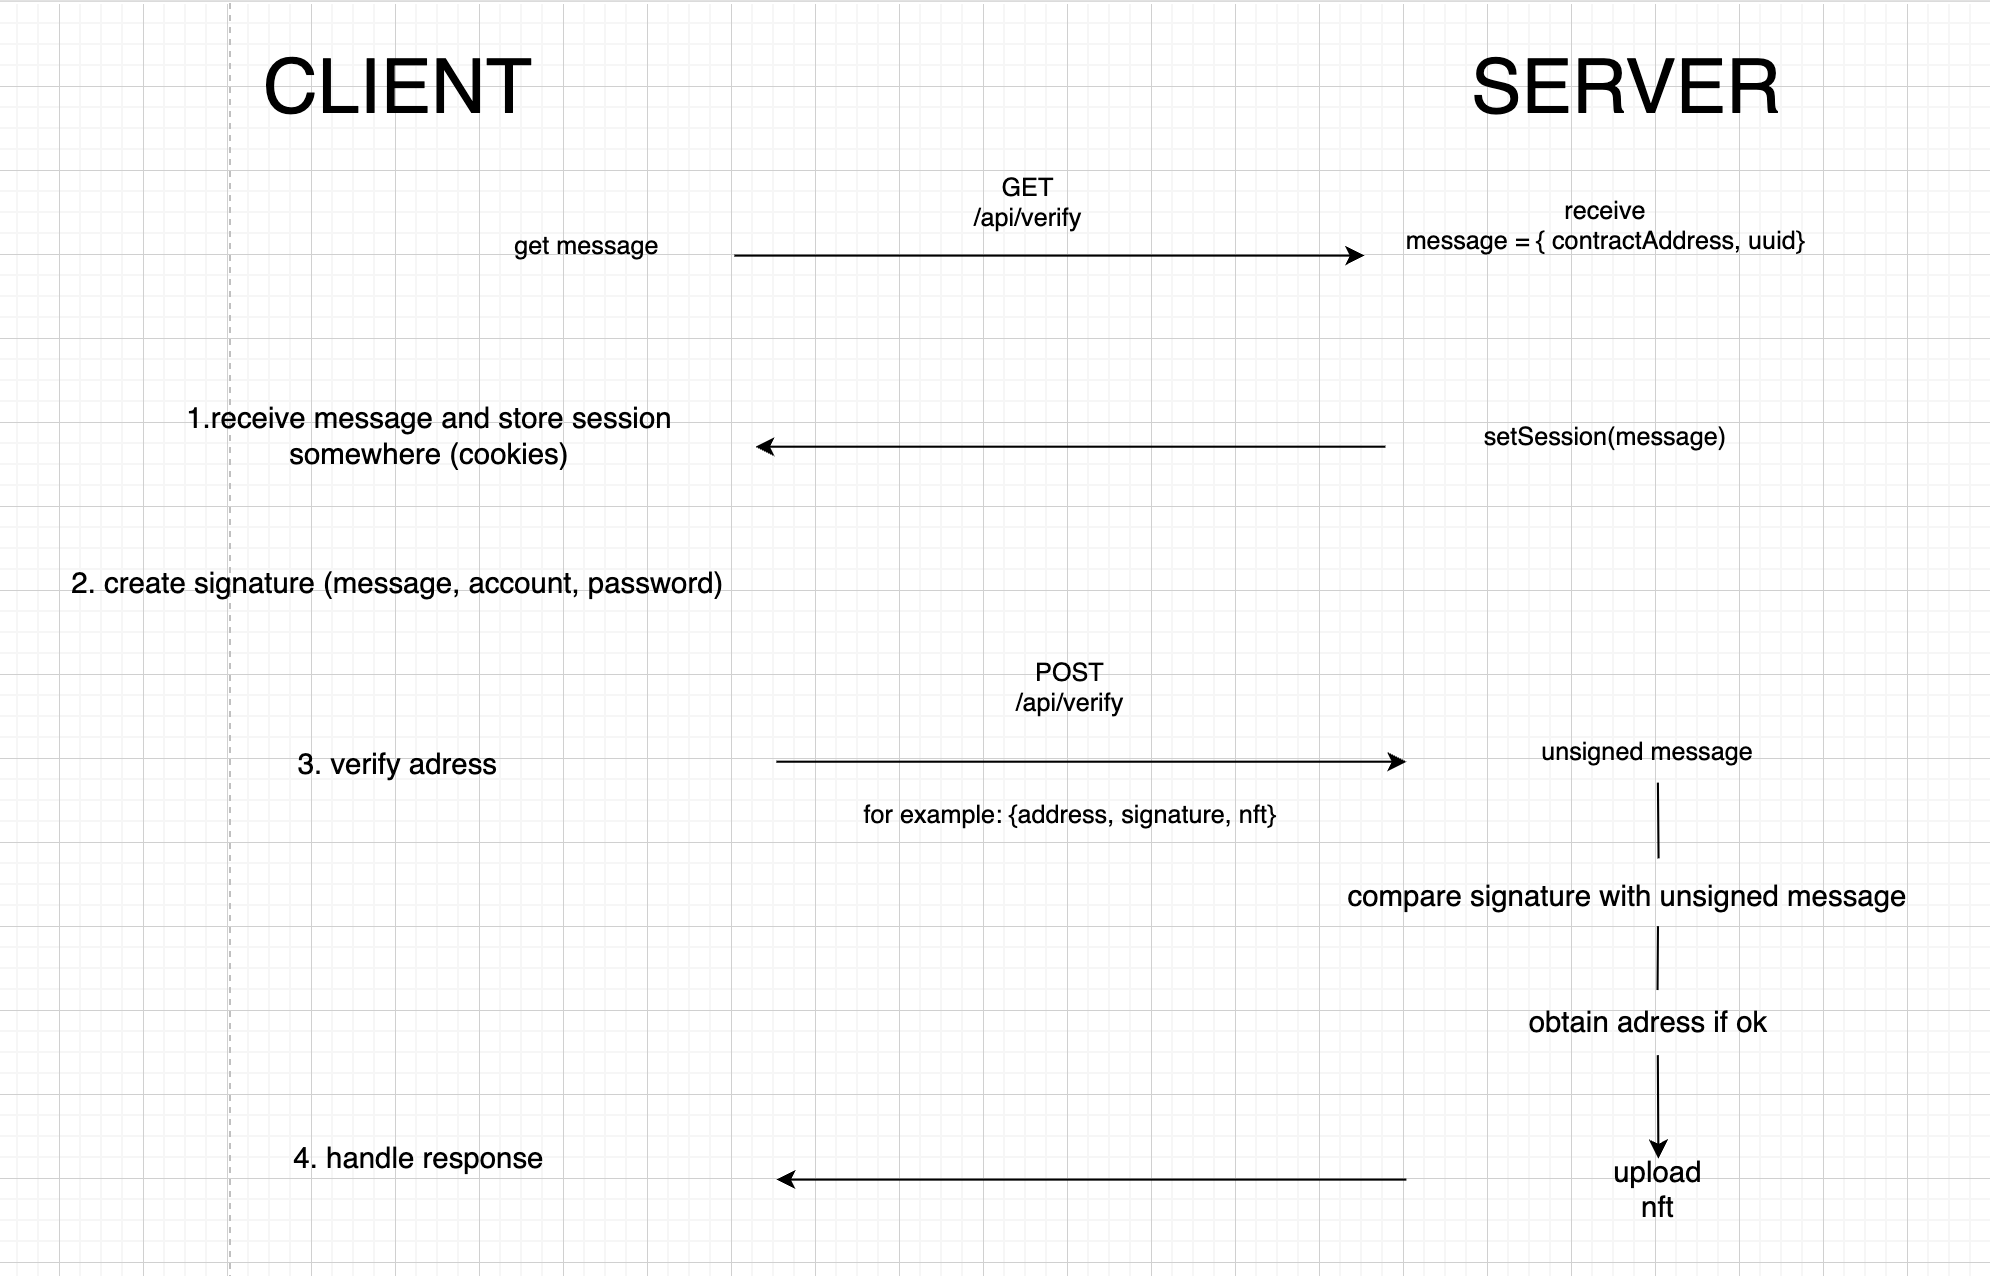 CLIENT
SERVER
GET
/api/verify
get message
receive
message = { contractAddress, uuid}
1.receive message and store session
somewhere (cookies)
setSession(message)
2. create signature (message, account, password)
POST
/api/verify
3. verify adress
for example: {address, signature, nft}
unsigned message
compare signature with unsigned message
obtain adress if ok
4. handle response
upload
nft